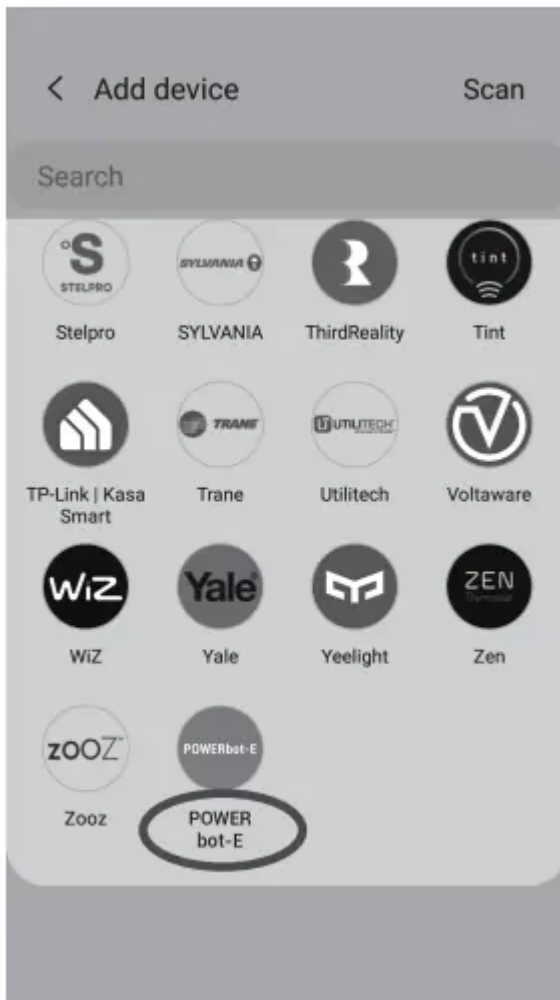 Add device
Scan
Search
STELPRO
SYLVANIA
tint
Stelpro
SYLVANIA
ThirdReality
Tint
TRANE
UTILITECH
TP-Link | Kasa
Smart
Trane
Utilitech
Voltaware
WiZ
Yale
ZEN
WiZ
Yale
Yeelight
Zen
ZOOZ
POWERbot-E
Zooz
POWER
bot-E